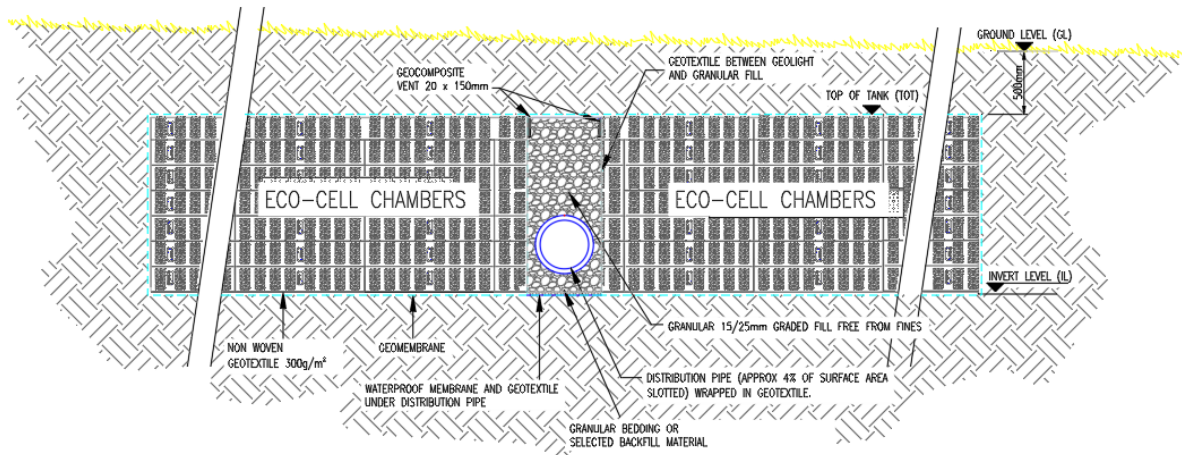 GROUND LEVEL (GL)
GEOTEXTILE BETWEEN GEOLIGHT
AND GRANULAR FILL
GEOCOMPOSITE
VENT 20 x 150mm
TOP OF TANK (TOT)
500mm
ECO-CELL CHAMBERS
ECO-CELL CHAMBERS
INVERT LEVEL (IL)
GRANULAR 15/25mm GRADED FILL FREE FROM FINES
NON WOVEN
GEOTEXTILE 300g/m²
GEOMEMBRANE
WATERPROOF MEMBRANE AND GEOTEXTILE
UNDER DISTRIBUTION PIPE
DISTRIBUTION PIPE (APPROX 4% OF SURFACE AREA
SLOTTED) WRAPPED IN GEOTEXTILE.
GRANULAR BEDDING OR
SELECTED BACKFILL MATERIAL